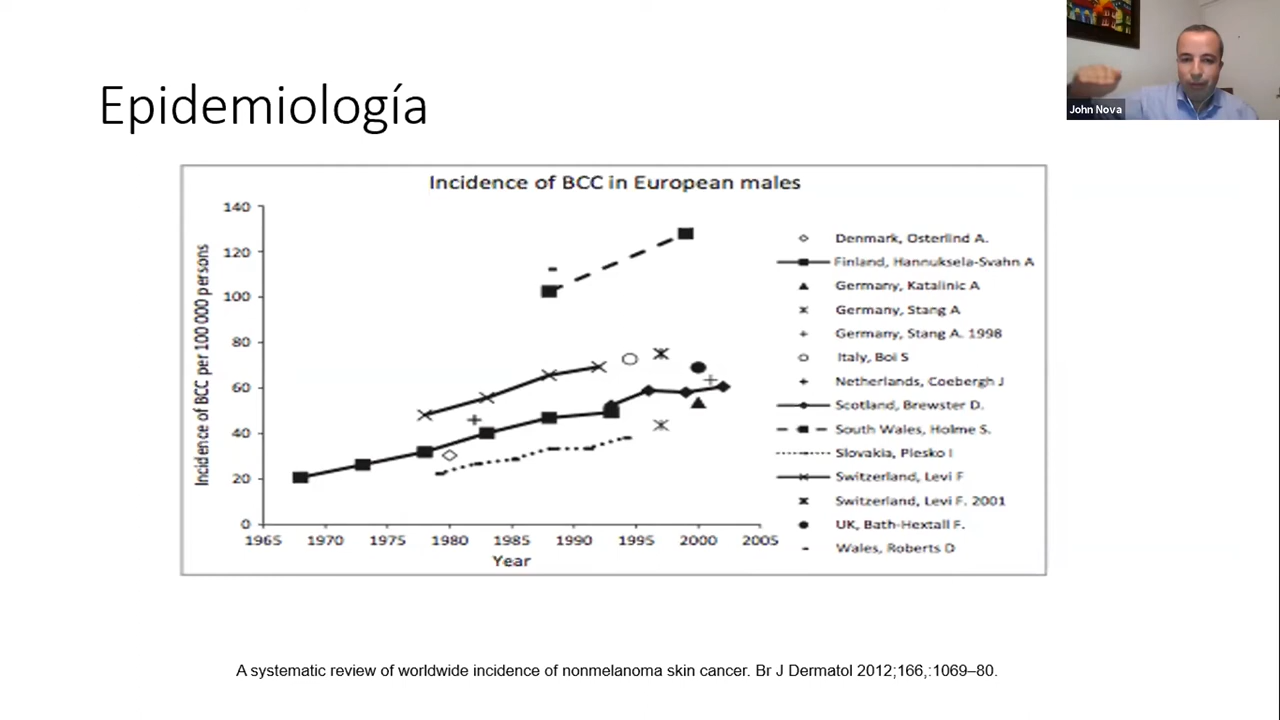 John Nova
Epidemiología
Incidence of BCC in European males
Incidence of BCC per 100 000 persons
140
120
100
80
60
40
20
0
1965 1970 1975 1980 1985 1990 1995 2000 2005
Year
Denmark, Osterlind A.
Finland, Hannuksela-Svahn A
Germany, Katalinic A
Germany, Stang A
Germany, Stang A. 1998
Italy, Boi S
Netherlands, Coebergh J
Scotland, Brewster D.
South Wales, Holme S.
Slovakia, Plesko I
Switzerland, Levi F
Switzerland, Levi F. 2001
UK, Bath-Hextall F.
Wales, Roberts D
A systematic review of worldwide incidence of nonmelanoma skin cancer. Br J Dermatol 2012;166,:1069–80.